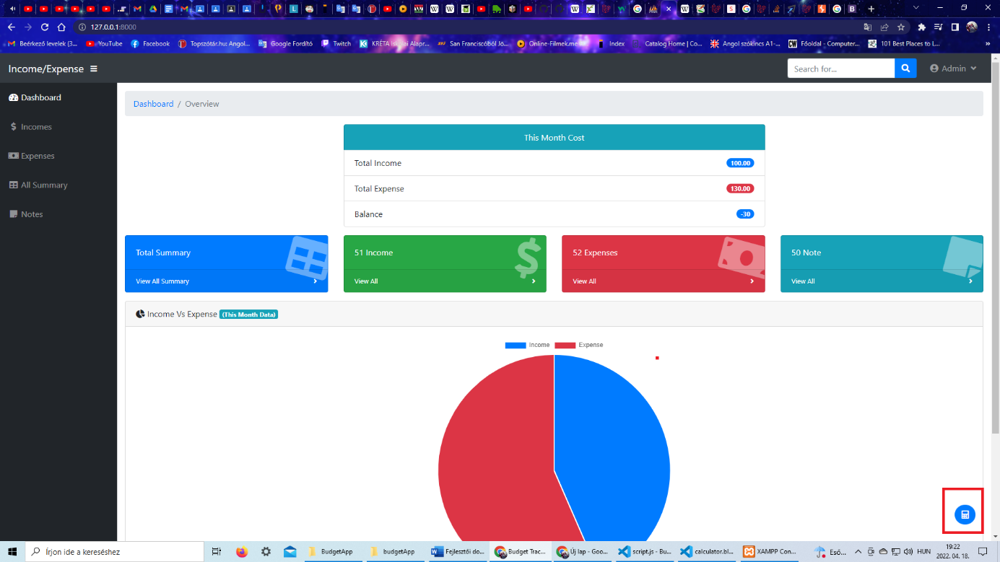 127.0.0.1:8000
Beérkező levelek (3... YouTube Facebook Topszótár.hu: Angol... Google Fordító Twitch KRÉTA Iskolai Alapr... San Franciscóból Jó... Online-Filmek.me Index Catalog Home | Co... Angol szókincs A1-... Főoldal - Computer... 101 Best Places to L... »
Income/Expense
Search for...
Admin
Dashboard
Incomes
Expenses
All Summary
Notes
Dashboard / Overview
This Month Cost
Total Income 100.00
Total Expense 130.00
Balance -30
Total Summary
View All Summary
51 Income
View All
52 Expenses
View All
50 Note
View All
Income Vs Expense (This Month Data)
Income Expense
Írjon ide a kereséshez
BudgetApp budgetApp Fejlesztői do... Budget Trac... Új lap - Goo... script.js - Bu... calculator.bl... XAMPP Con... Eső... HUN
19:22
2022. 04. 18.